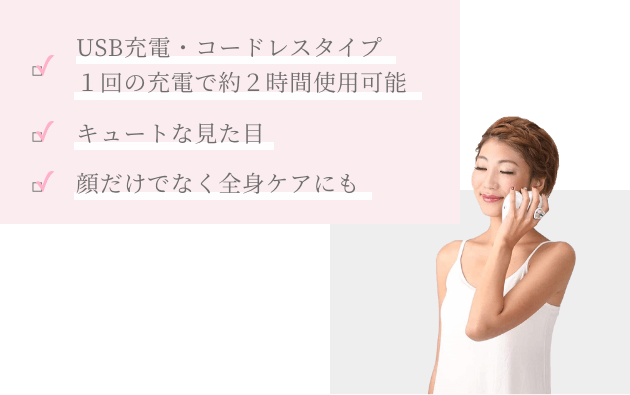 USB充電・コードレスタイプ
１回の充電で約２時間使用可能
キュートな見た目
顔だけでなく全身ケアにも